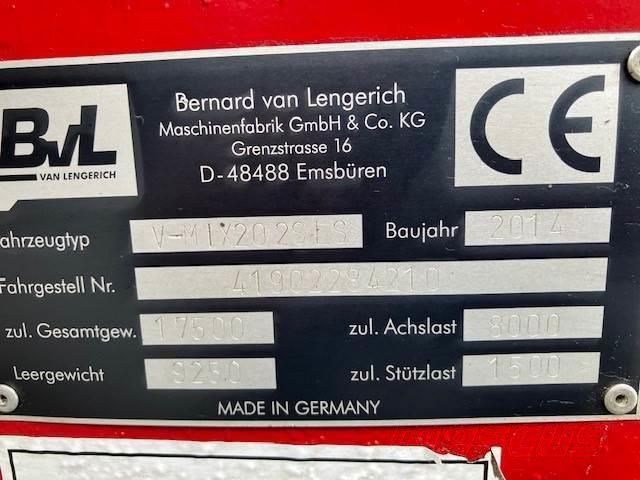 BvL
VAN LENGERICH
Bernard van Lengerich
Maschinenfabrik GmbH & Co. KG
Grenzstrasse 16
D-48488 Emsbüren
CE
ahrzeugtyp V-MIX20 2S
Baujahr 2014
Fahrgestell Nr. 41902284210
zul. Gesamtgew. 17500
zul. Achslast 8000
Leergewicht 9250
zul. Stützlast 1500
MADE IN GERMANY